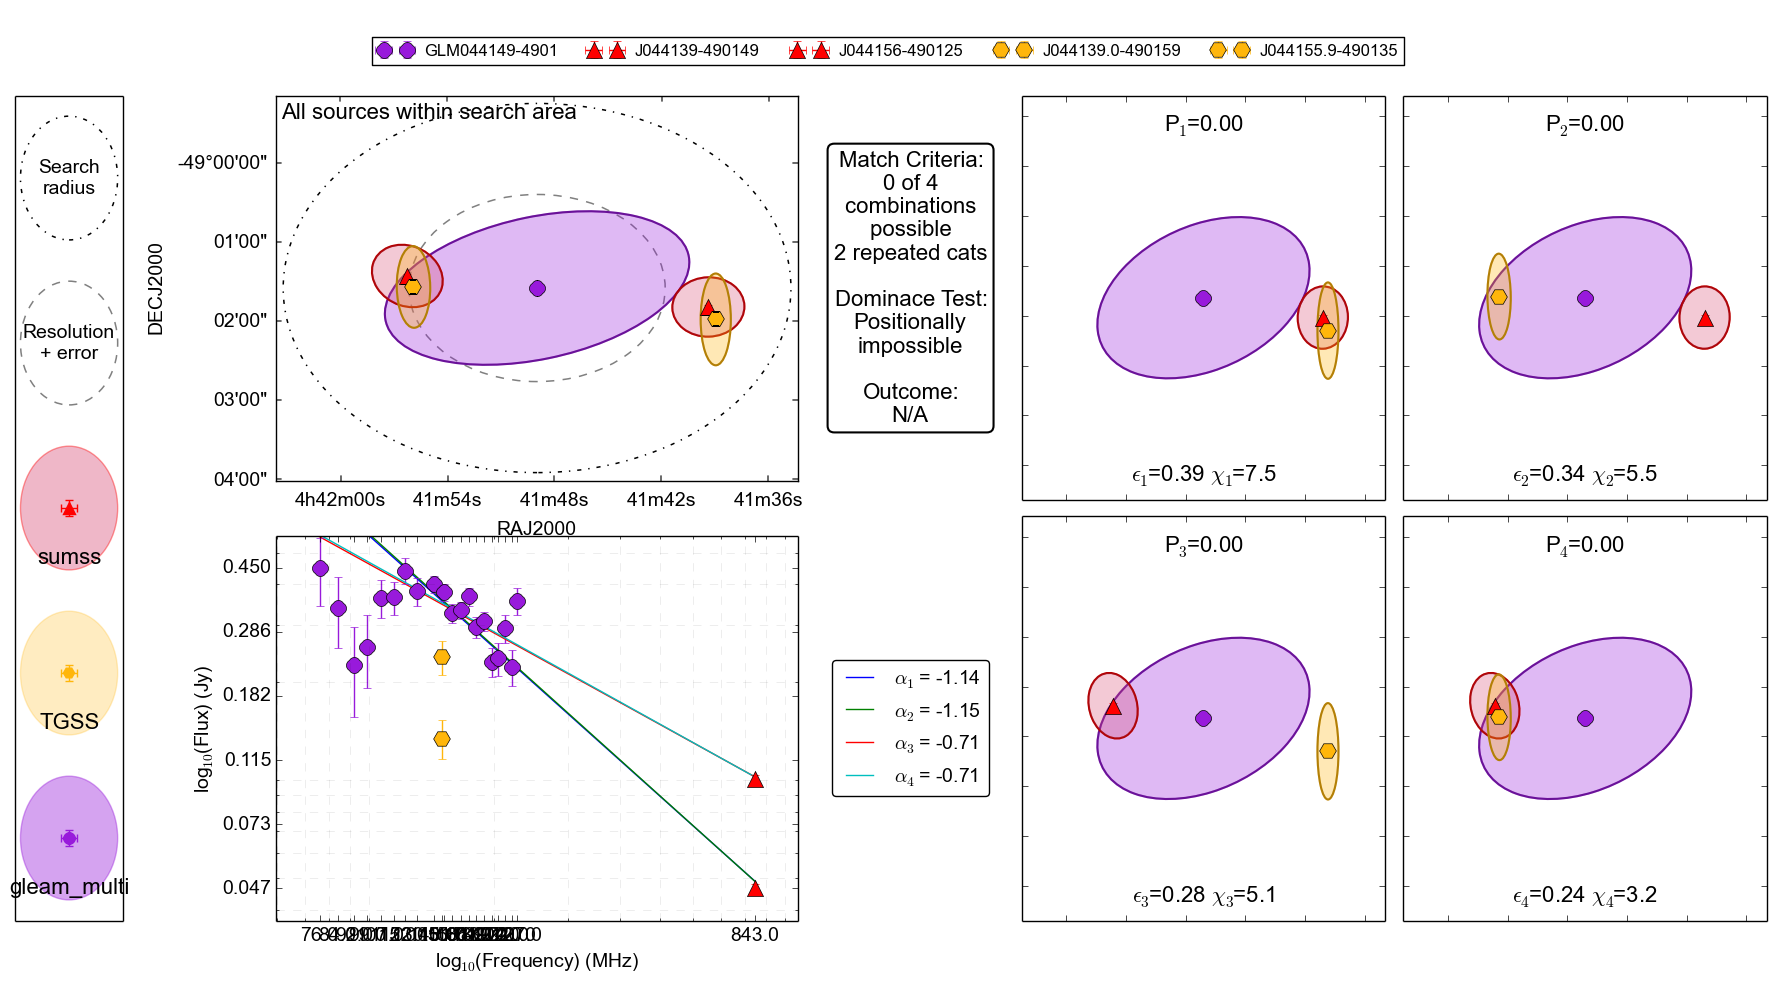 GLM044149-4901 J044139-490149 J044156-490125 J044139.0-490159 J044155.9-490135
Search
radius
Resolution
+ error
sumss
TGSS
gleam_multi
All sources within search area
DECJ2000
-49°00'00"
01'00"
02'00"
03'00"
04'00"
4h42m00s 41m54s 41m48s 41m42s 41m36s
RAJ2000
Match Criteria:
0 of 4
combinations
possible
2 repeated cats
Dominace Test:
Positionally
impossible
Outcome:
N/A
P₁=0.00
ϵ₁=0.39 χ₁=7.5
P₂=0.00
ϵ₂=0.34 χ₂=5.5
log₁₀(Flux) (Jy)
0.450
0.286
0.182
0.115
0.073
0.047
843.0
log₁₀(Frequency) (MHz)
α₁ = -1.14
α₂ = -1.15
α₃ = -0.71
α₄ = -0.71
P₃=0.00
ϵ₃=0.28 χ₃=5.1
P₄=0.00
ϵ₄=0.24 χ₄=3.2